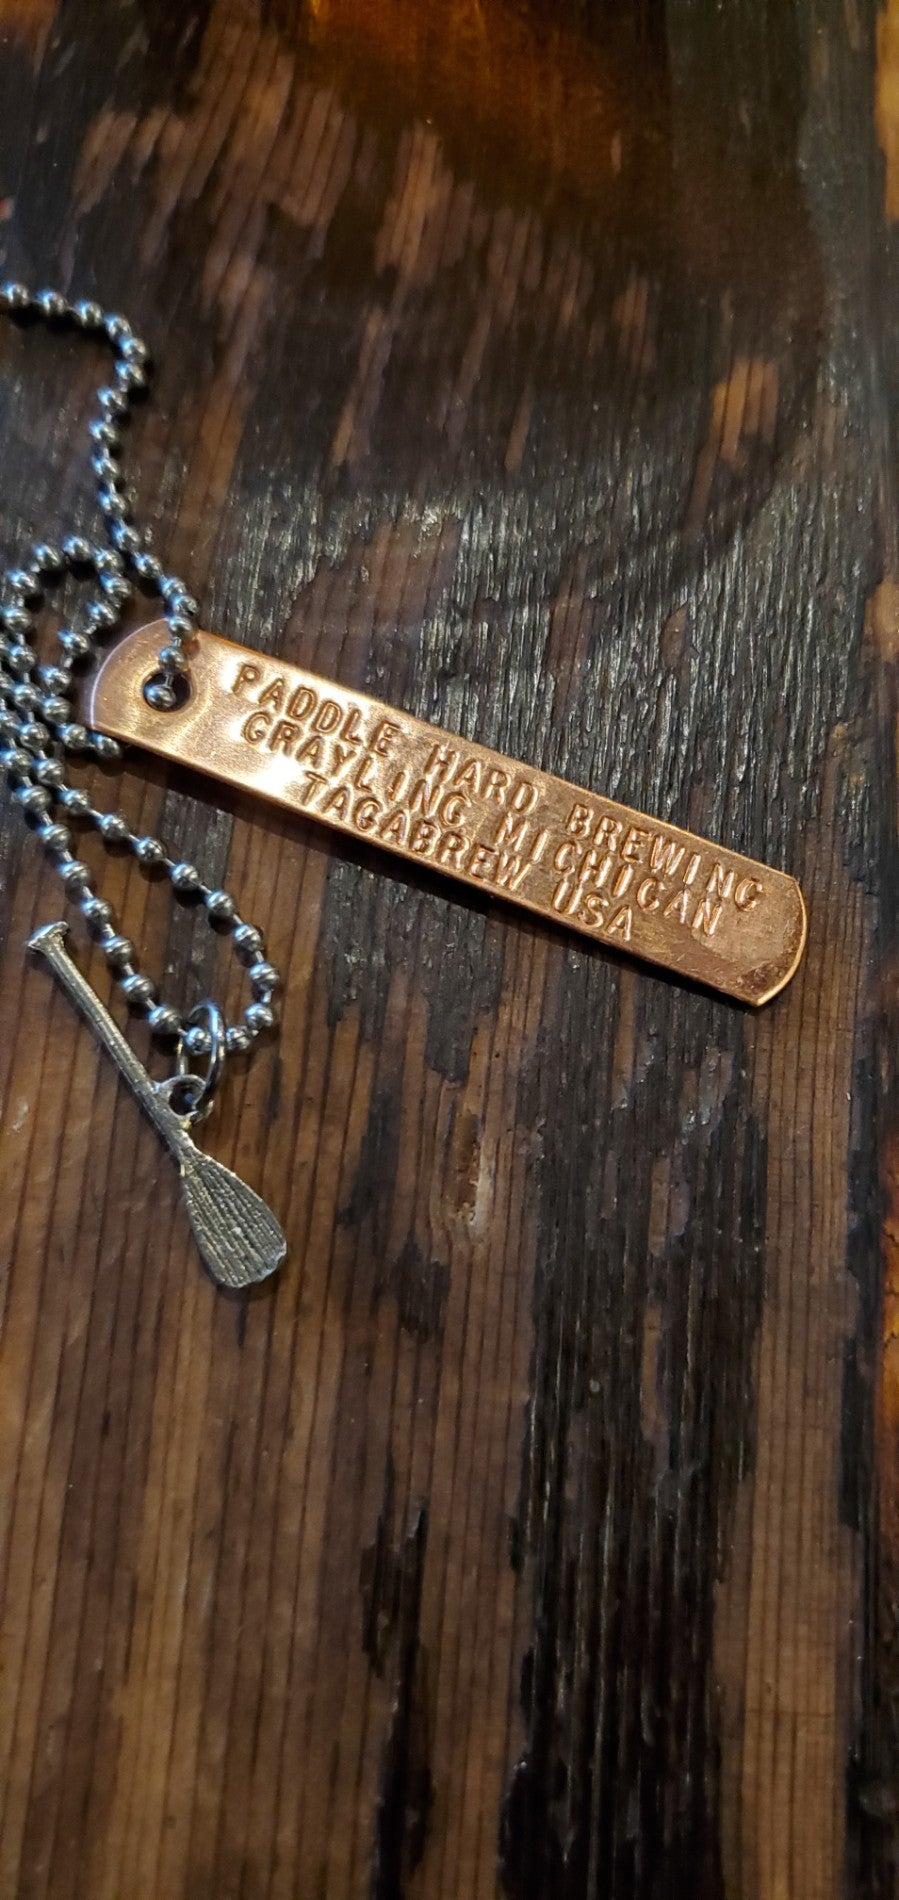 PADDLE HARD BREWING
GRAYLiNG MICHIGAN
TAGABREW USA